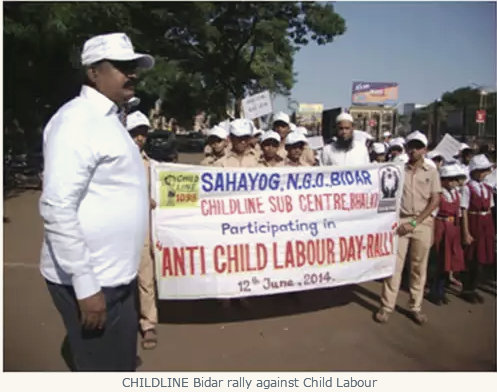 CHILD
LINE
1098
SAHAYOG, N.G.O. BIDAR
CHILDLINE SUB CENTRE, BHALKI
Participating in
"ANTI CHILD LABOUR DAY-RALLY"
12th June, 2014.
CHILDLINE Bidar rally against Child Labour